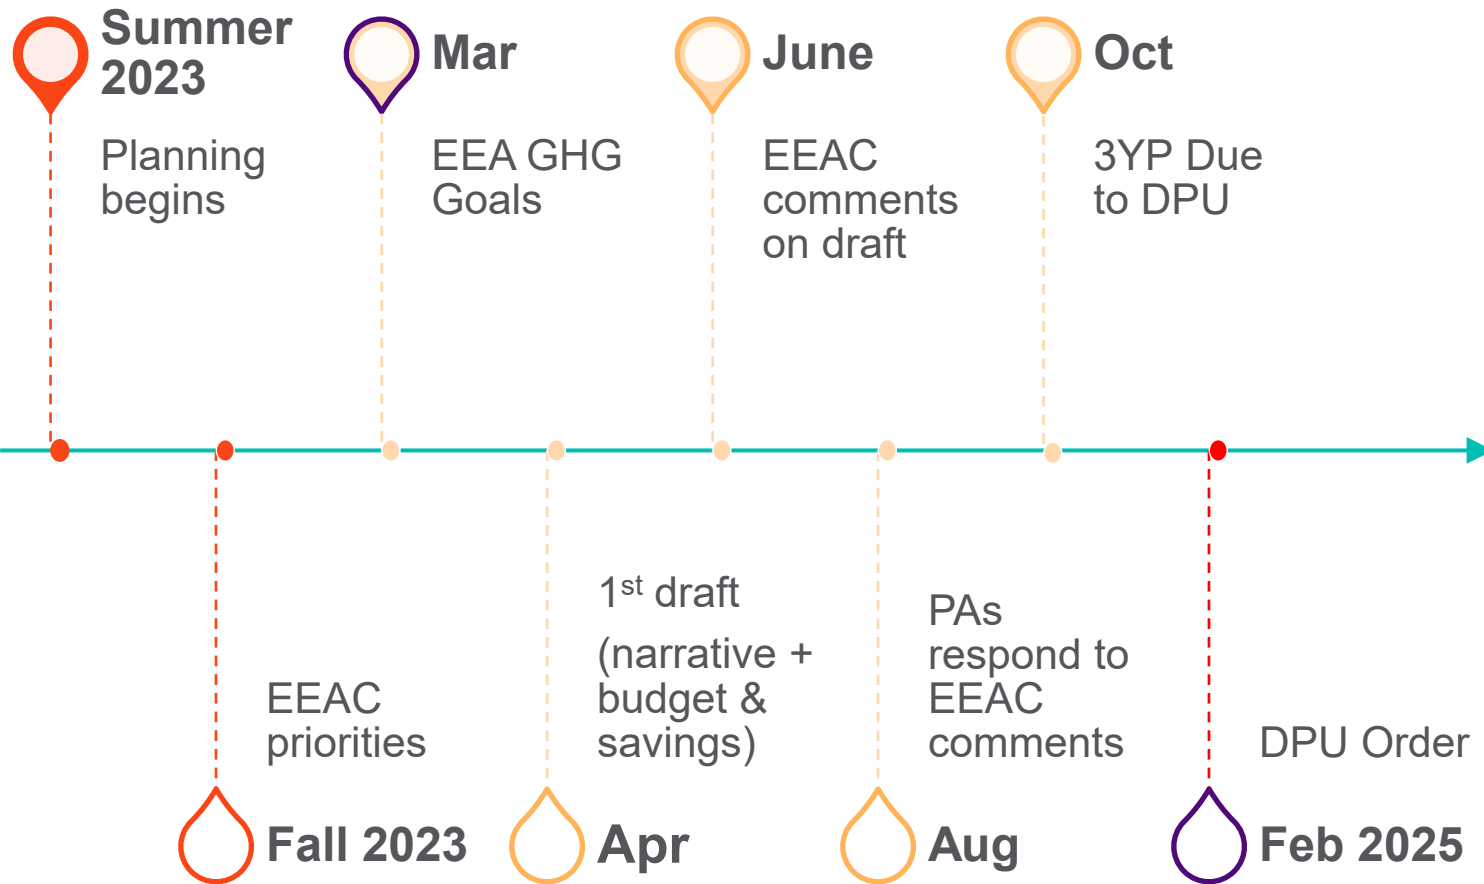 Summer
2023
Planning
begins
Mar
EEA GHG
Goals
June
EEAC
comments
on draft
Oct
3YP Due
to DPU
EEAC
priorities
Fall 2023
1st draft
(narrative +
budget &
savings)
Apr
PAs
respond to
EEAC
comments
Aug
DPU Order
Feb 2025